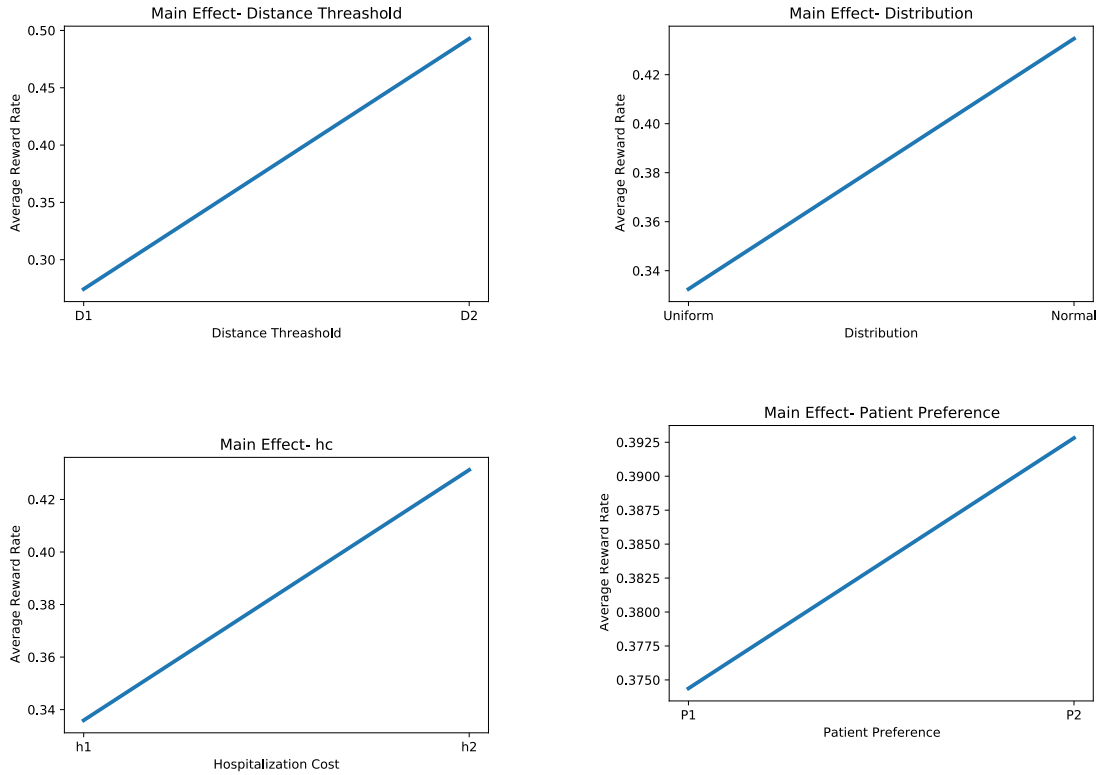 Main Effect- Distance Threashold
0.50
0.45
0.40
0.35
0.30
Average Reward Rate
D1
D2
Distance Threashold
Main Effect- Distribution
0.42
0.40
0.38
0.36
0.34
Average Reward Rate
Uniform
Normal
Distribution
Main Effect- hc
0.42
0.40
0.38
0.36
0.34
Average Reward Rate
h1
h2
Hospitalization Cost
Main Effect- Patient Preference
0.3925
0.3900
0.3875
0.3850
0.3825
0.3800
0.3775
0.3750
Average Reward Rate
P1
P2
Patient Preference